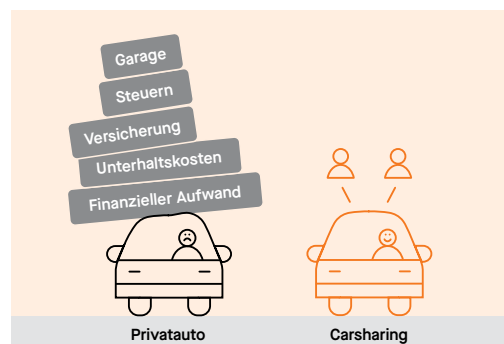 Garage
Steuern
Versicherung
Unterhaltskosten
Finanzieller Aufwand
Privatauto
Carsharing